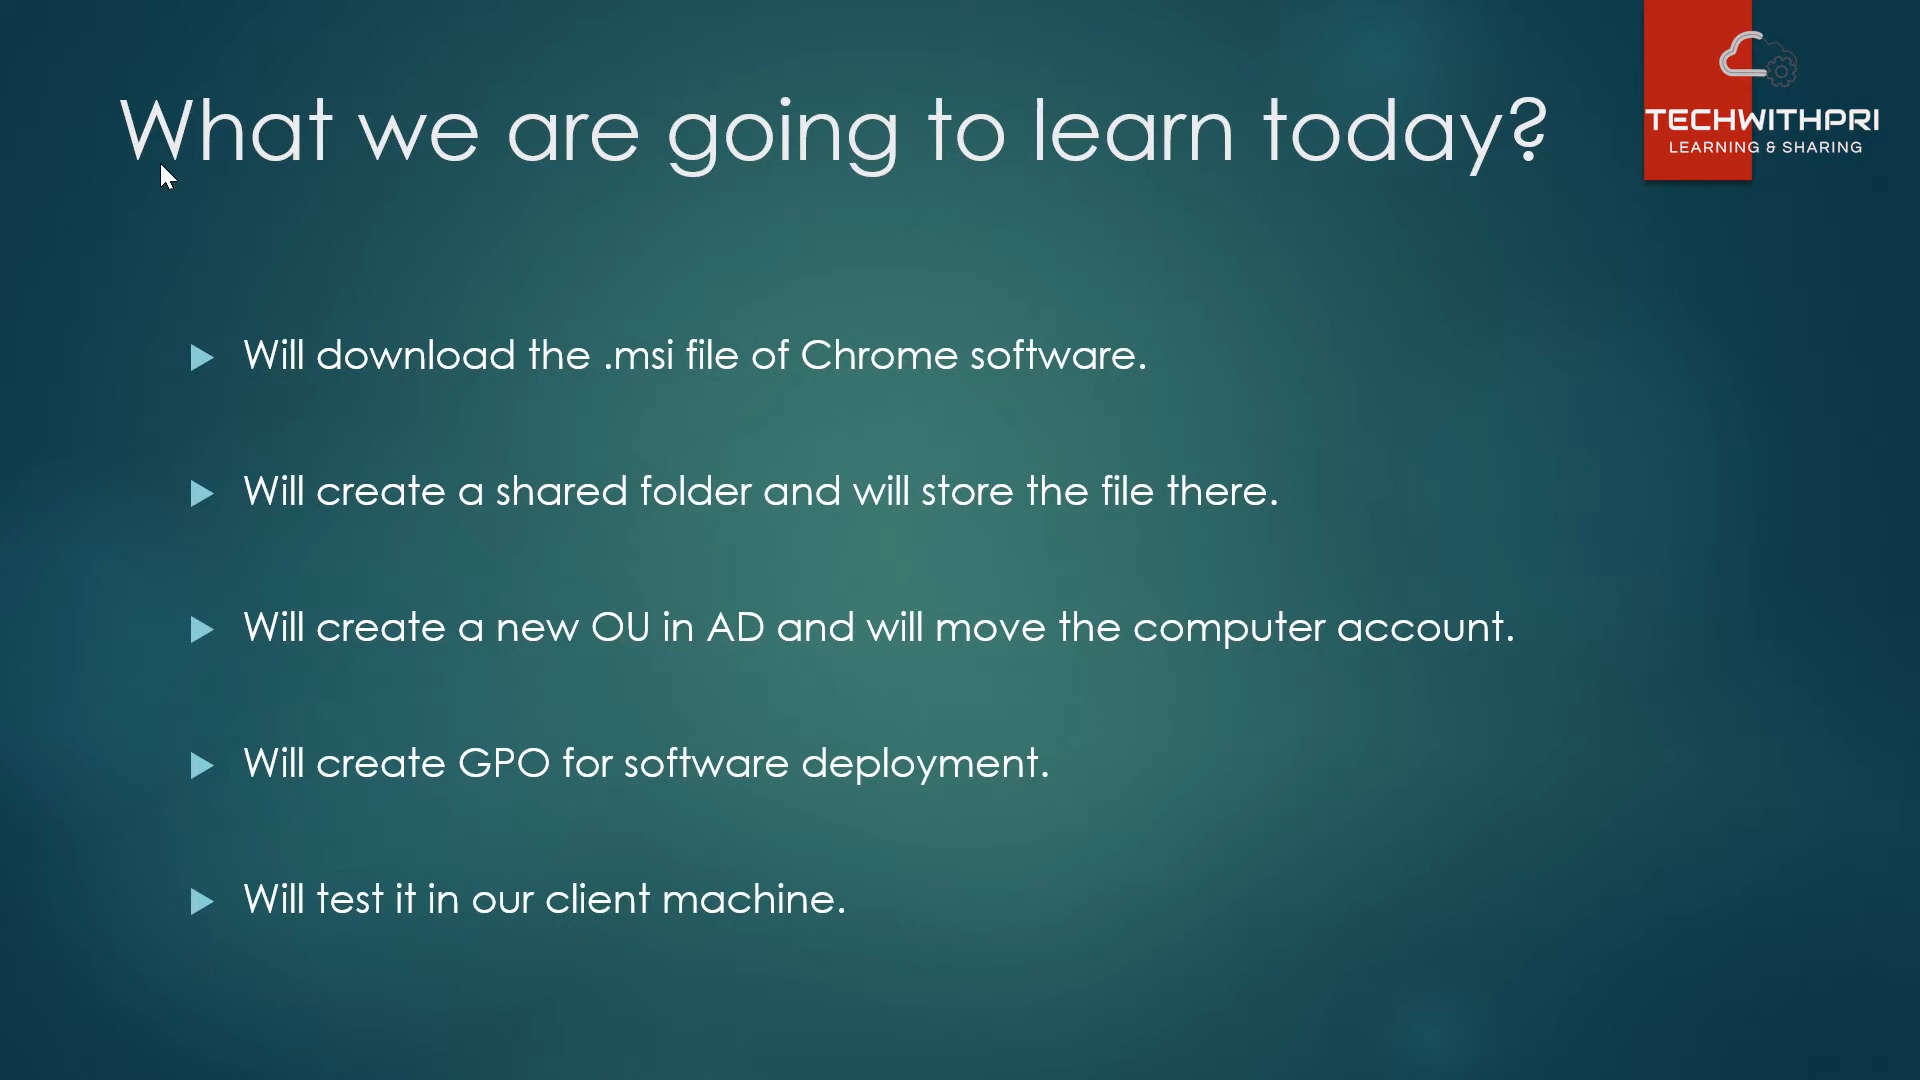 What we are going to learn today?
TECHWITHPRI
LEARNING & SHARING
Will download the .msi file of Chrome software.
Will create a shared folder and will store the file there.
Will create a new OU in AD and will move the computer account.
Will create GPO for software deployment.
Will test it in our client machine.